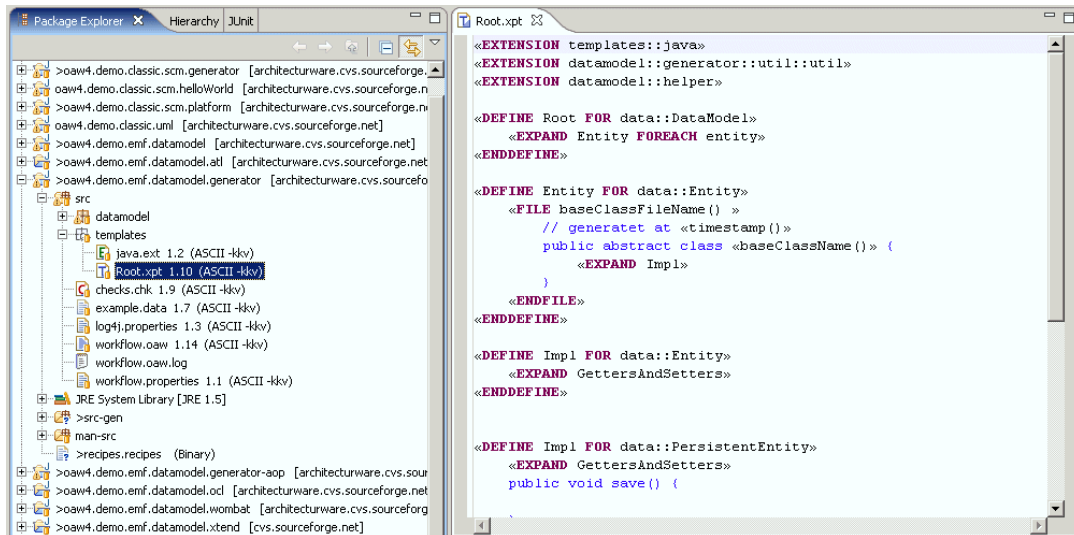 Package Explorer
Hierarchy
JUnit
>oaw4.demo.classic.scm.generator [architecturware.cvs.sourceforge.
oaw4.demo.classic.scm.helloWorld [architecturware.cvs.sourceforge.n
>oaw4.demo.classic.scm.platform [architecturware.cvs.sourceforge.n
oaw4.demo.classic.uml [architecturware.cvs.sourceforge.net]
>oaw4.demo.emf.datamodel [architecturware.cvs.sourceforge.net]
>oaw4.demo.emf.datamodel.atl [architecturware.cvs.sourceforge.net
>oaw4.demo.emf.datamodel.generator [architecturware.cvs.sourcefo
src
datamodel
templates
java.ext 1.2 (ASCII -kkv)
Root.xpt 1.10 (ASCII -kkv)
checks.chk 1.9 (ASCII -kkv)
example.data 1.7 (ASCII -kkv)
log4j.properties 1.3 (ASCII -kkv)
workflow.oaw 1.14 (ASCII -kkv)
workflow.oaw.log
workflow.properties 1.1 (ASCII -kkv)
JRE System Library [JRE 1.5]
>src-gen
man-src
>recipes.recipes (Binary)
>oaw4.demo.emf.datamodel.generator-aop [architecturware.cvs.sour
>oaw4.demo.emf.datamodel.ocl [architecturware.cvs.sourceforge.net
>oaw4.demo.emf.datamodel.wombat [architecturware.cvs.sourceforg
>oaw4.demo.emf.datamodel.xtend [cvs.sourceforge.net]
Root.xpt
«EXTENSION templates::java»
«EXTENSION datamodel::generator::util::util»
«EXTENSION datamodel::helper»
«DEFINE Root FOR data::DataModel»
«EXPAND Entity FOREACH entity»
«ENDDEFINE»
«DEFINE Entity FOR data::Entity»
«FILE baseClassFileName() »
// generatet at «timestamp()»
public abstract class «baseClassName()» {
«EXPAND Impl»
}
«ENDFILE»
«ENDDEFINE»
«DEFINE Impl FOR data::Entity»
«EXPAND GettersAndSetters»
«ENDDEFINE»
«DEFINE Impl FOR data::PersistentEntity»
«EXPAND GettersAndSetters»
public void save() {